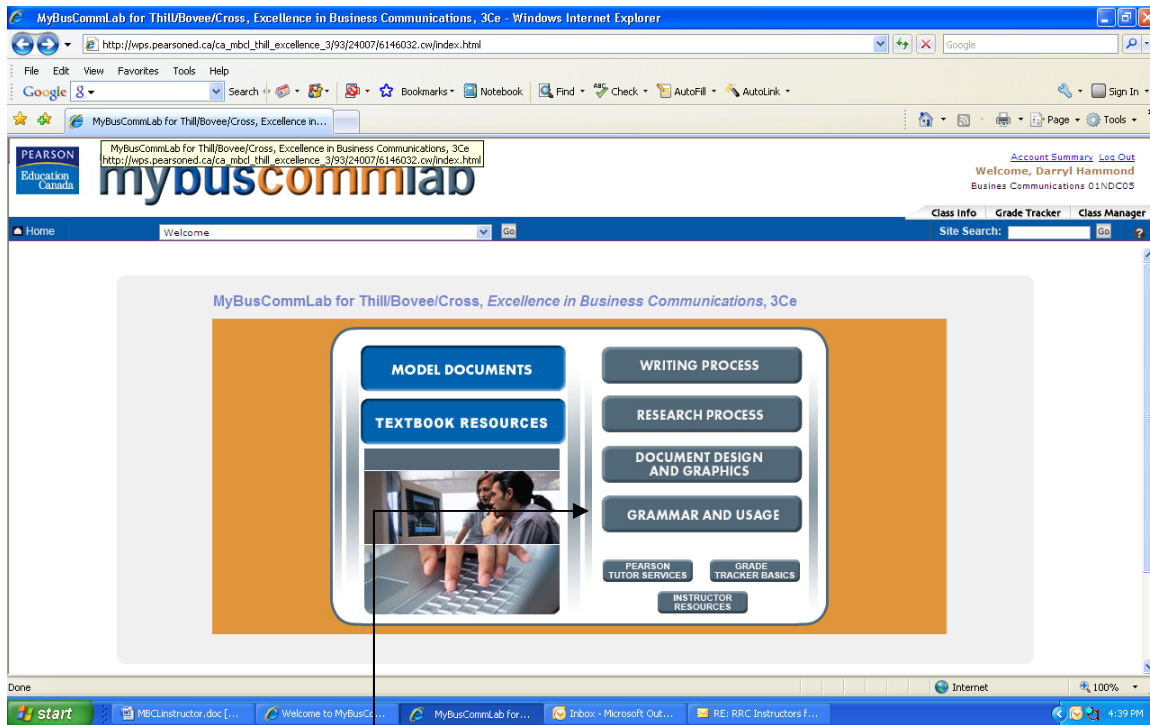 MyBusCommLab for Thill/Bovee/Cross, Excellence in Business Communications, 3Ce - Windows Internet Explorer
http://wps.pearsoned.ca/ca_mbcl_thill_excellence_3/93/24007/6146032.cw/index.html
Google
File Edit View Favorites Tools Help
Google Search Bookmarks Notebook Find Check AutoFill AutoLink Sign In
MyBusCommLab for Thill/Bovee/Cross, Excellence in... Page Tools
MyBusCommLab for Thill/Bovee/Cross, Excellence in Business Communications, 3Ce
http://wps.pearsoned.ca/ca_mbcl_thill_excellence_3/93/24007/6146032.cw/index.html
PEARSON
Education
Canada
mybuscommlab
Account Summary Log Out
Welcome, Darryl Hammond
Busines Communications 01NDC05
Class Info Grade Tracker Class Manager
Home Welcome Go Site Search: Go ?
MyBusCommLab for Thill/Bovee/Cross, Excellence in Business Communications, 3Ce
MODEL DOCUMENTS
TEXTBOOK RESOURCES
WRITING PROCESS
RESEARCH PROCESS
DOCUMENT DESIGN
AND GRAPHICS
GRAMMAR AND USAGE
PEARSON
TUTOR SERVICES
GRADE
TRACKER BASICS
INSTRUCTOR
RESOURCES
Done Internet 100%
start MBCLinstructor.doc [... Welcome to MyBusCo... MyBusCommLab for... Inbox - Microsoft Out... RE: RRC Instructors f... 4:39 PM